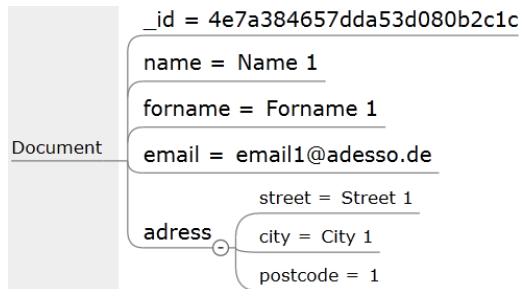 _id = 4e7a384657dda53d080b2c1c
name = Name 1
forname = Forname 1
Document
email = email1@adesso.de
street = Street 1
adress
city = City 1
postcode = 1